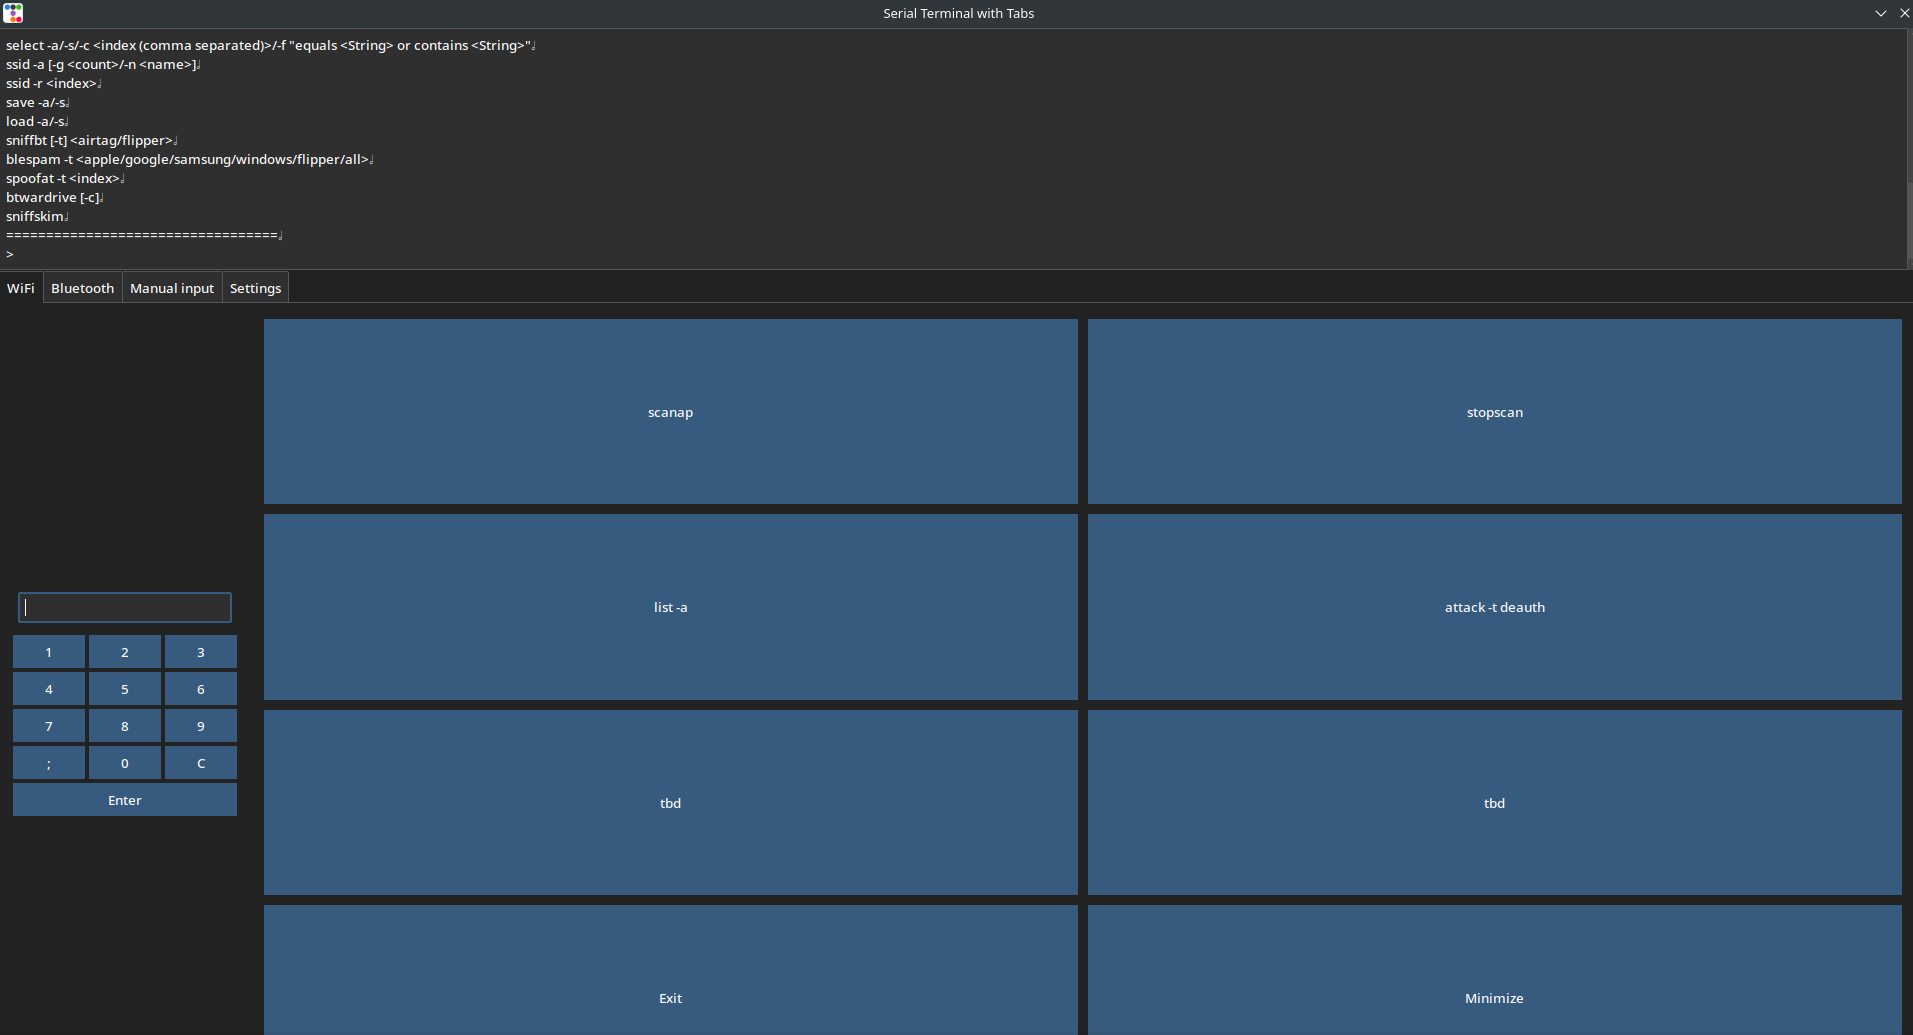 Serial Terminal with Tabs
select -a/-s/-c <index (comma separated)>/-f "equals <String> or contains <String>"
ssid -a [-g <count>/-n <name>]
ssid -r <index>
save -a/-s
load -a/-s
sniffbt [-t] <airtag/flipper>
blespam -t <apple/google/samsung/windows/flipper/all>
spoofat -t <index>
btwardrive [-c]
sniffskim
==================================
>
WiFi Bluetooth Manual input Settings
scanap stopscan
list -a attack -t deauth
1 2 3
4 5 6
7 8 9
; 0 C
Enter
tbd tbd
Exit Minimize